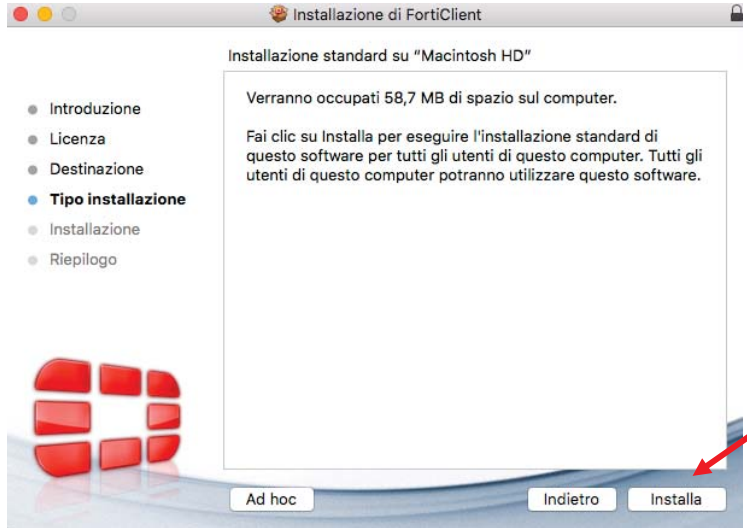 Installazione di FortiClient
Installazione standard su “Macintosh HD”
Introduzione
Licenza
Destinazione
Tipo installazione
Installazione
Riepilogo
Verranno occupati 58,7 MB di spazio sul computer.
Fai clic su Installa per eseguire l'installazione standard di
questo software per tutti gli utenti di questo computer. Tutti gli
utenti di questo computer potranno utilizzare questo software.
Ad hoc
Indietro
Installa